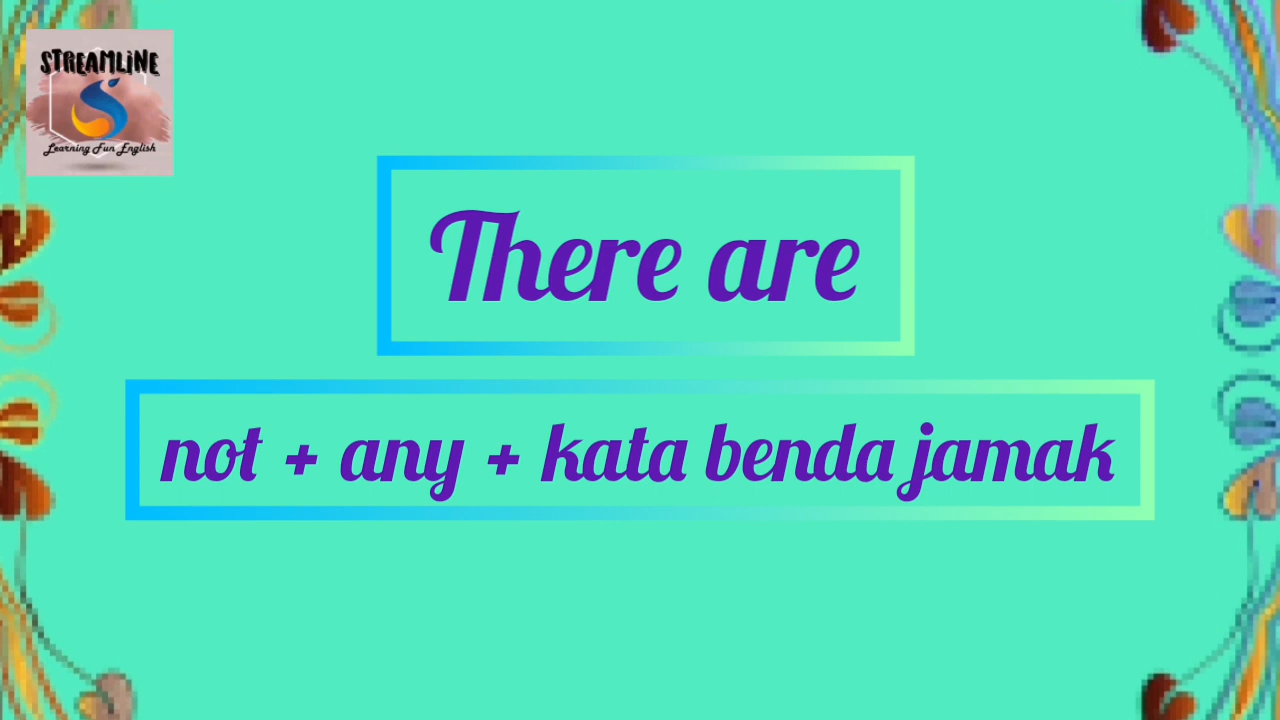 STREAMLINE
Learning Fun English
There are
not + any + kata benda jamak